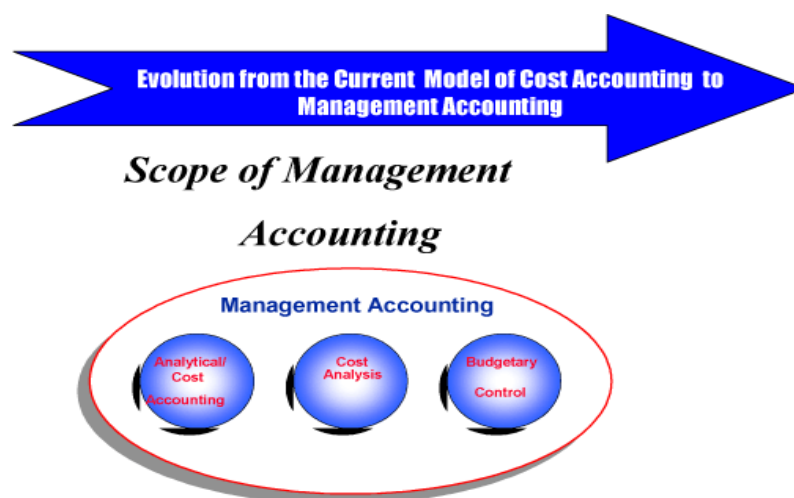 Evolution from the Current Model of Cost Accounting to
Management Accounting
Scope of Management
Accounting
Management Accounting
Analytical/
Cost
Accounting
Cost
Analysis
Budgetary
Control